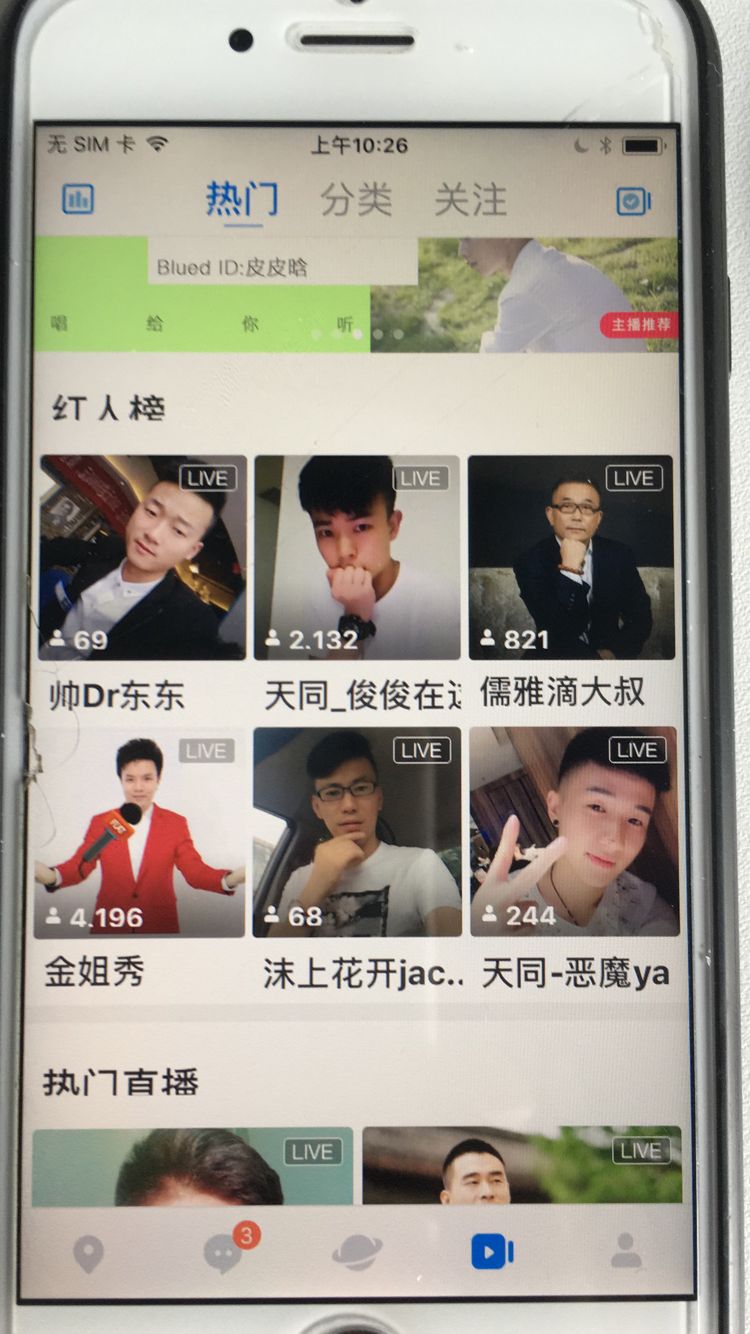 无 SIM 卡
上午10:26
热门 分类 关注
Blued ID:皮皮晗
唱 给 你 听
主播推荐
红人榜
LIVE LIVE LIVE
69 2,132 821
帅Dr东东 天同_俊俊在 儒雅滴大叔
LIVE LIVE LIVE
4,196 68 244
金姐秀 沫上花开jac.. 天同-恶魔ya
热门直播
LIVE LIVE
3